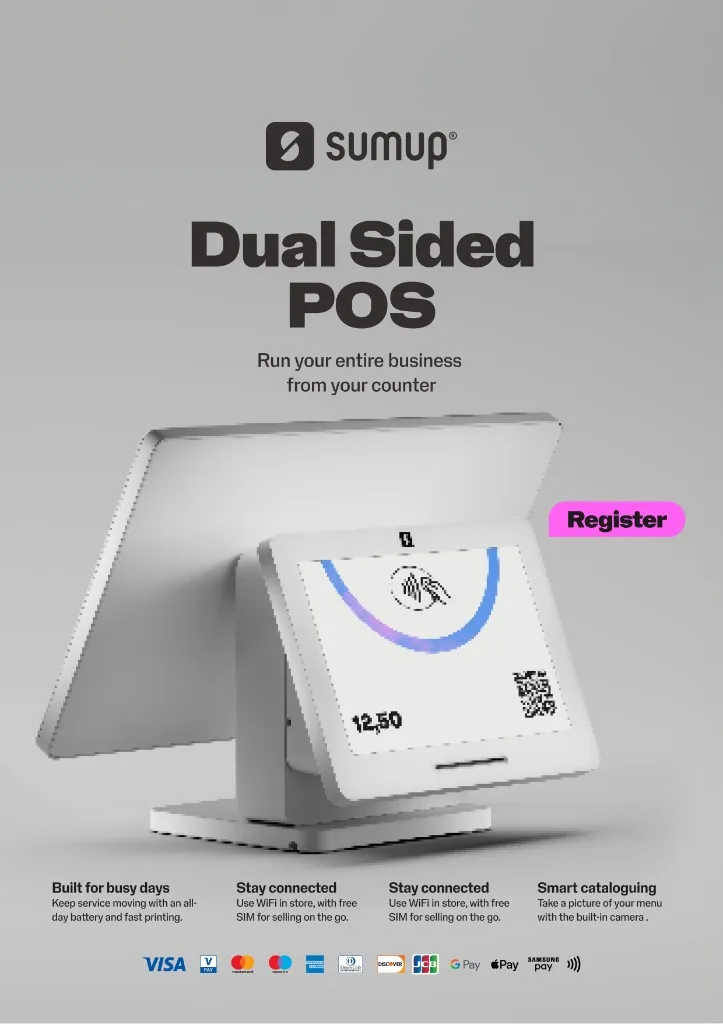 sumup®
Dual Sided
POS
Run your entire business
from your counter
Register
12,50
Built for busy days
Keep service moving with an all-
day battery and fast printing.
Stay connected
Use WiFi in store, with free
SIM for selling on the go.
Stay connected
Use WiFi in store, with free
SIM for selling on the go.
Smart cataloguing
Take a picture of your menu
with the built-in camera .
VISA V PAY mastercard maestro DISCOVER JCB G Pay Pay SAMSUNG pay